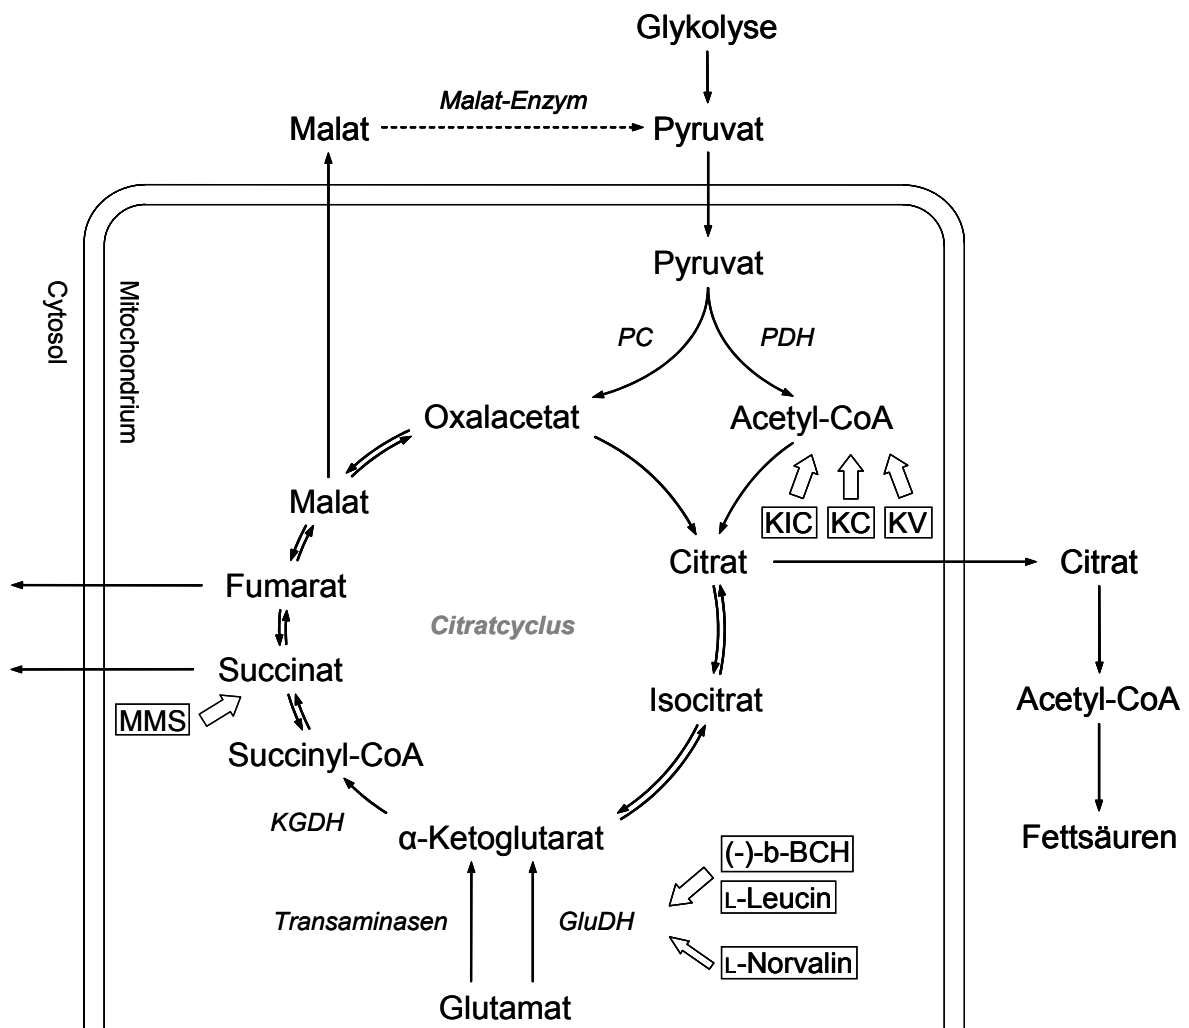 Glykolyse
Malat-Enzym
Malat
Pyruvat
Pyruvat
Cytosol
Mitochondrium
PC
PDH
Oxalacetat
Acetyl-CoA
Malat
KIC
KC
KV
Citrat
Citrat
Fumarat
Citratcyclus
Succinat
Isocitrat
Acetyl-CoA
MMS
Succinyl-CoA
KGDH
α-Ketoglutarat
Fettsäuren
(-)-b-BCH
L-Leucin
Transaminasen
GluDH
L-Norvalin
Glutamat